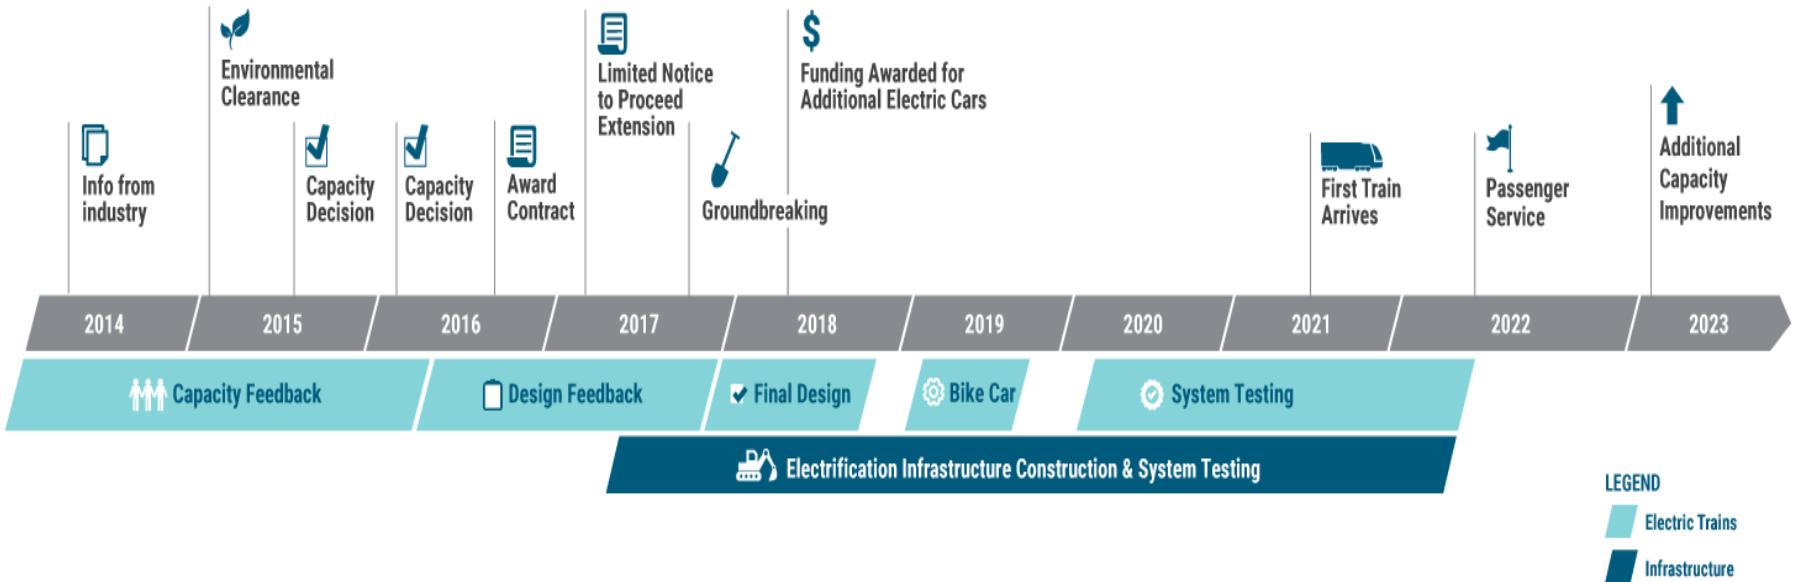 Environmental
Clearance
Limited Notice
to Proceed
Extension
$
Funding Awarded for
Additional Electric Cars
Info from
industry
Capacity
Decision
Capacity
Decision
Award
Contract
Groundbreaking
First Train
Arrives
Passenger
Service
Additional
Capacity
Improvements
2014
2015
2016
2017
2018
2019
2020
2021
2022
2023
Capacity Feedback
Design Feedback
Final Design
Bike Car
System Testing
Electrification Infrastructure Construction & System Testing
LEGEND
Electric Trains
Infrastructure